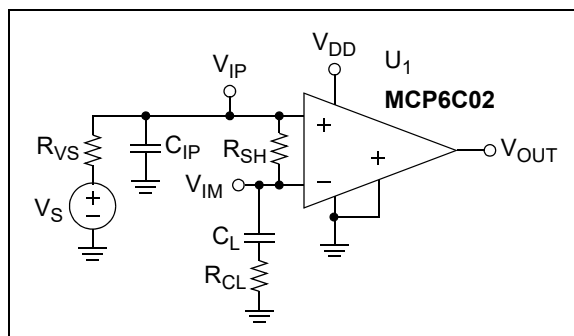 V_DD
U_1
V_IP
MCP6C02
+
R_VS
C_IP
R_SH
+
V_OUT
+
−
V_S
V_IM
−
C_L
R_CL